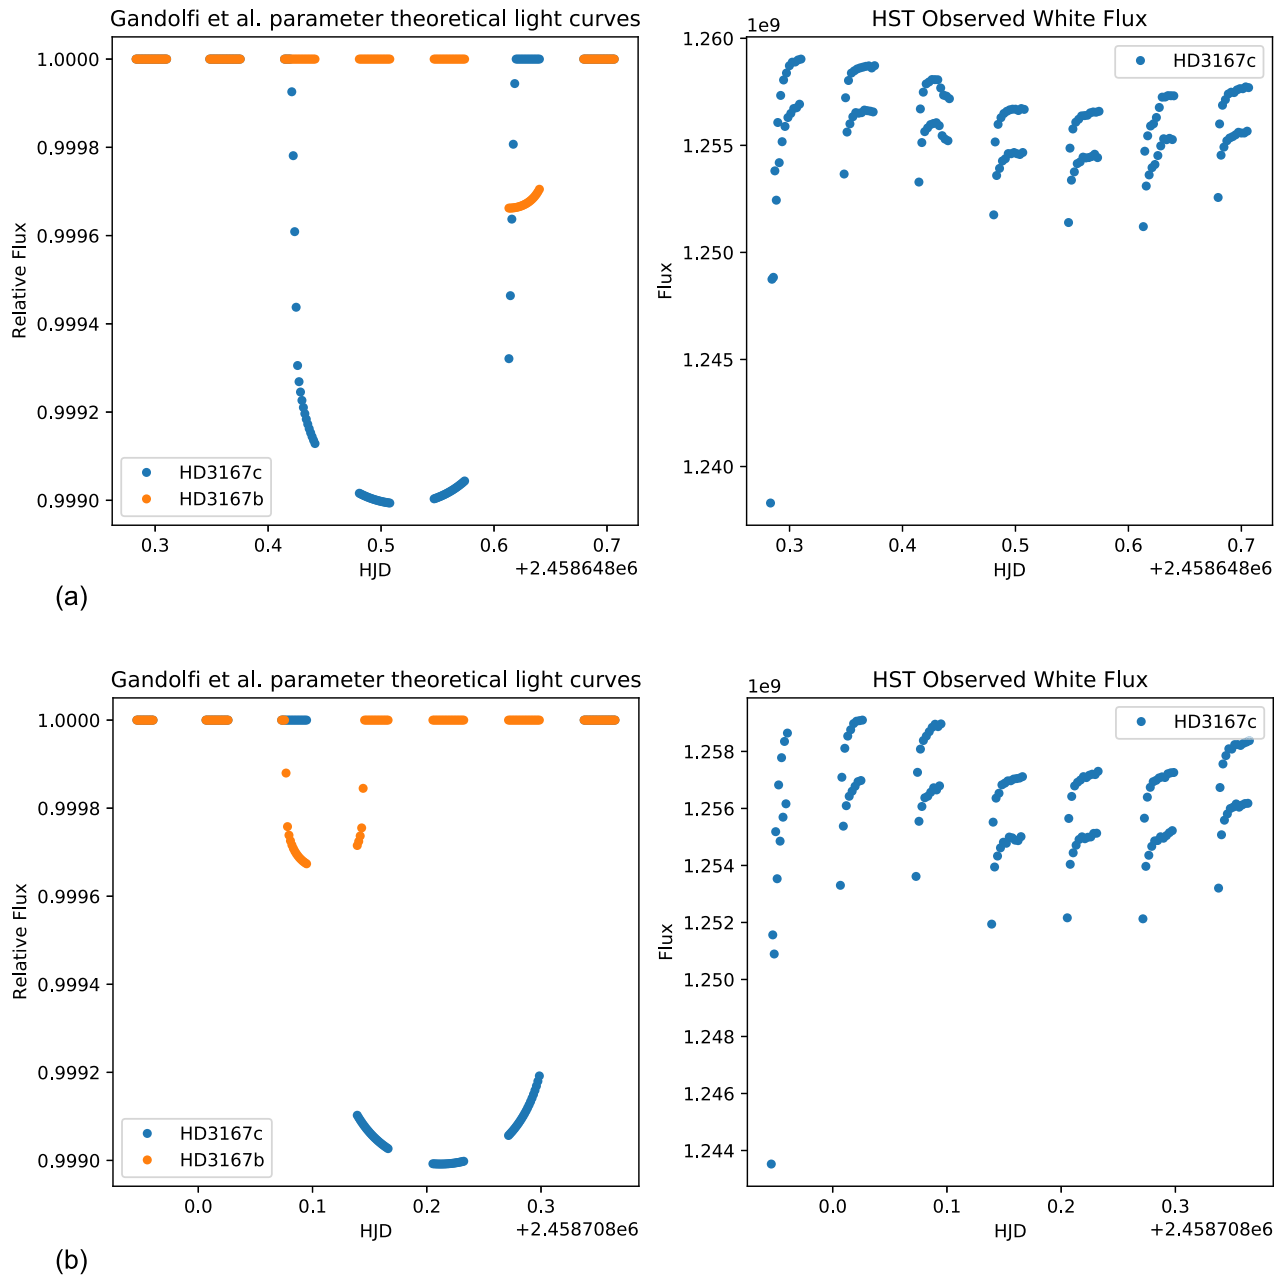 Gandolfi et al. parameter theoretical light curves
1.0000
0.9998
0.9996
0.9994
0.9992
0.9990
Relative Flux
HD3167c
HD3167b
0.3 0.4 0.5 0.6 0.7
HJD
+2.458648e6
HST Observed White Flux
1e9
1.260
1.255
1.250
1.245
1.240
Flux
HD3167c
0.3 0.4 0.5 0.6 0.7
HJD
+2.458648e6
(a)
Gandolfi et al. parameter theoretical light curves
1.0000
0.9998
0.9996
0.9994
0.9992
0.9990
Relative Flux
HD3167c
HD3167b
0.0 0.1 0.2 0.3
HJD
+2.458708e6
HST Observed White Flux
1e9
1.258
1.256
1.254
1.252
1.250
1.248
1.246
1.244
Flux
HD3167c
0.0 0.1 0.2 0.3
HJD
+2.458708e6
(b)